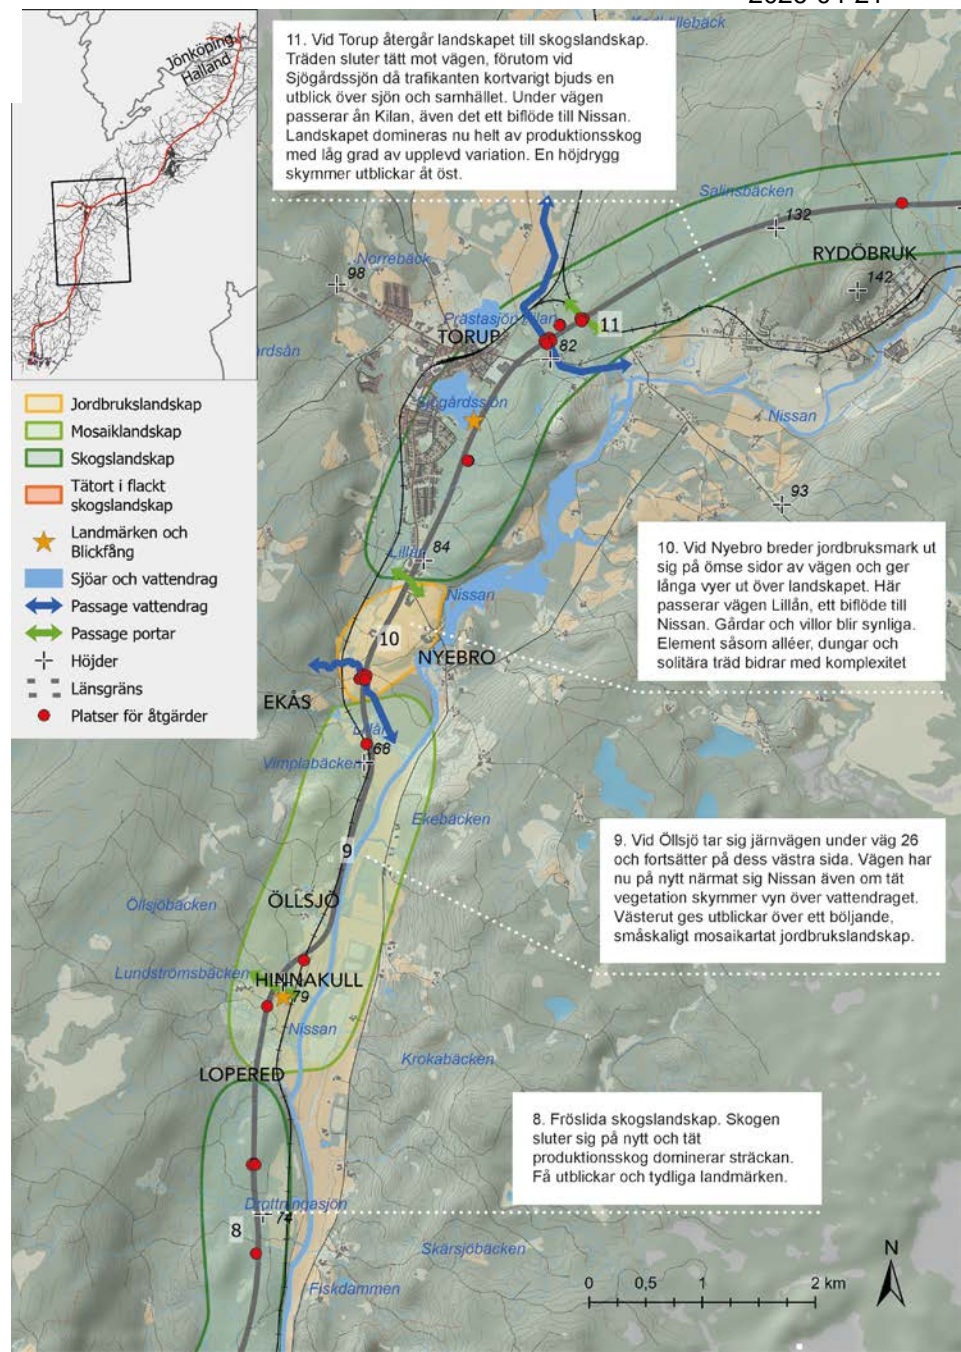 Jönköping
Halland
11. Vid Torup återgår landskapet till skogslandskap.
Träden sluter tätt mot vägen, förutom vid
Sjögårdssjön då trafikanten kortvarigt bjuds en
utblick över sjön och samhället. Under vägen
passerar ån Kilan, även det ett biflöde till Nissan.
Landskapet domineras nu helt av produktionsskog
med låg grad av upplevd variation. En höjdrygg
skymmer utblickar åt öst.
Salinsbäcken
132
RYDÖBRUK
142
Norrebäck
98
Prästasjön
Kilan
11
TORUP
82
Jordbrukslandskap
Mosaiklandskap
Skogslandskap
Tätort i flackt
skogslandskap
Landmärken och
Blickfång
Sjöar och vattendrag
Passage vattendrag
Passage portar
Höjder
Länsgräns
Platser för åtgärder
Sjögårdssjön
Nissan
93
84
Lillån
Nissan
10. Vid Nyebro breder jordbruksmark ut
sig på ömse sidor av vägen och ger
långa vyer ut över landskapet. Här
passerar vägen Lillån, ett biflöde till
Nissan. Gårdar och villor blir synliga.
Element såsom alléer, dungar och
solitära träd bidrar med komplexitet
10
NYEBRO
EKÅS
Lillån
68
Vimplabäcken
Ekebäcken
9
9. Vid Öllsjö tar sig järnvägen under väg 26
och fortsätter på dess västra sida. Vägen har
nu på nytt närmat sig Nissan även om tät
vegetation skymmer vyn över vattendraget.
Västerut ges utblickar över ett böljande,
småskaligt mosaikartat jordbrukslandskap.
ÖLLSJÖ
Öllsjöbäcken
Lundströmsbäcken
HINNAKULL
79
Nissan
Krokabäcken
LOPERED
8. Fröslida skogslandskap. Skogen
sluter sig på nytt och tät
produktionsskog dominerar sträckan.
Få utblickar och tydliga landmärken.
Drottningasjön
74
8
Skärsjöbäcken
Fiskdammen
N
0 0,5 1 2 km